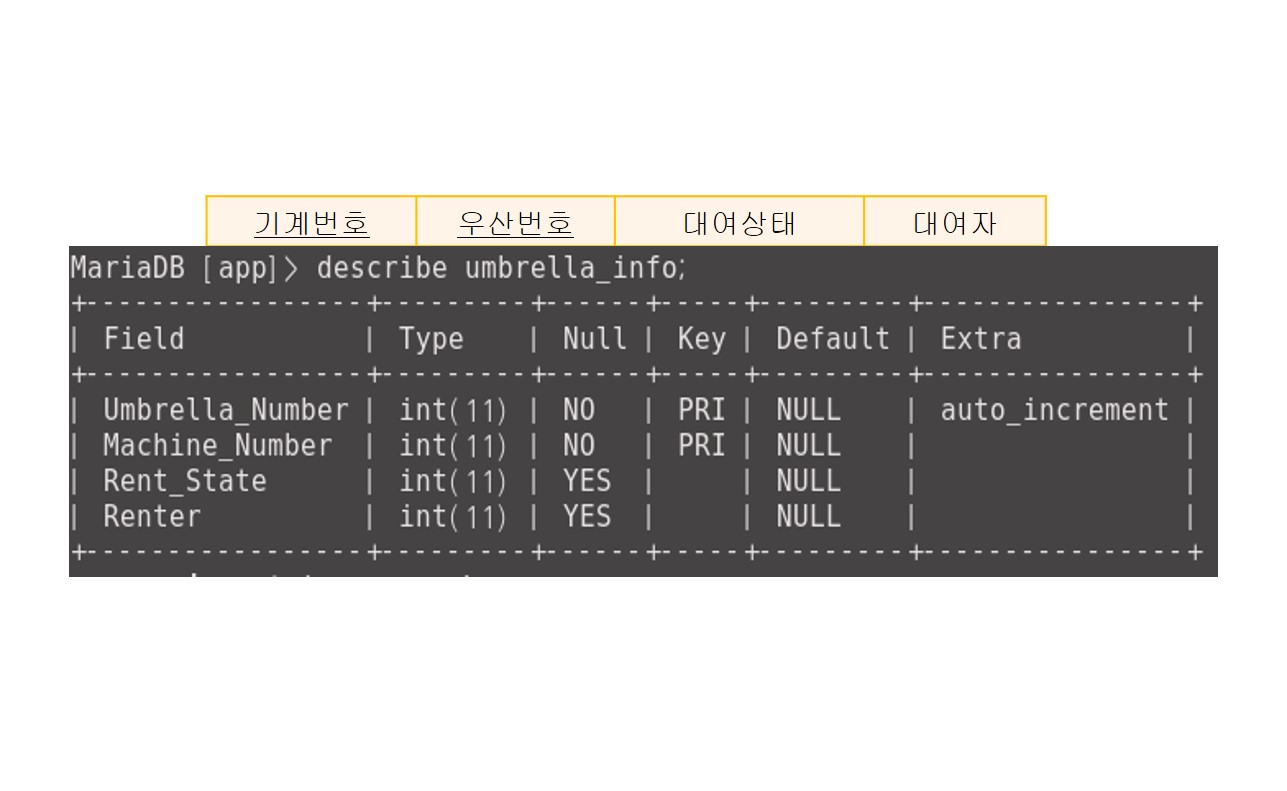 기계번호 우산번호 대여상태 대여자
MariaDB [app]> describe umbrella_info;
+------------------+---------+------+-----+---------+----------------+
| Field            | Type    | Null | Key | Default | Extra          |
+------------------+---------+------+-----+---------+----------------+
| Umbrella_Number | int(11) | NO   | PRI | NULL    | auto_increment |
| Machine_Number   | int(11) | NO   | PRI | NULL    |                |
| Rent_State       | int(11) | YES  |     | NULL    |                |
| Renter           | int(11) | YES  |     | NULL    |                |
+------------------+---------+------+-----+---------+----------------+